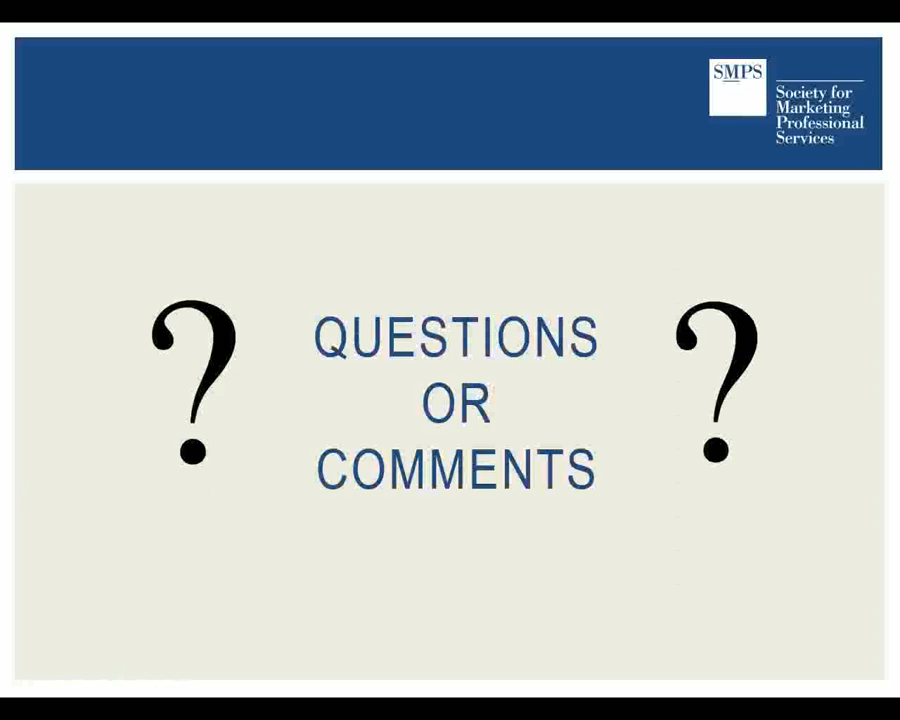 SMPS
Society for
Marketing
Professional
Services
? QUESTIONS ?
OR
COMMENTS